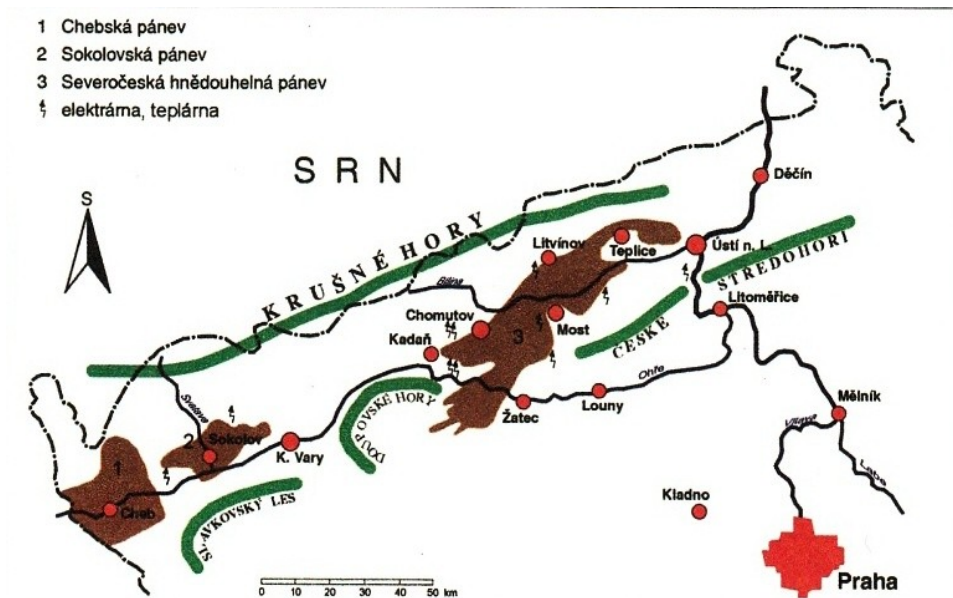 1 Chebská pánev
2 Sokolovská pánev
3 Severočeská hnědouhelná pánev
elektrárna, teplárna
SRN
S
Děčín
KRUŠNÉ HORY
Litvínov
Teplice
Ústí n. L.
STŘEDOHOŘÍ
Bílina
Litoměřice
Chomutov
3
Most
ČESKÉ
Kadaň
Ohře
Louny
Žatec
DOUPOVSKÉ HORY
Mělník
Vltava
Labe
Svatava
2
Sokolov
K. Vary
1
Cheb
SLAVKOVSKÝ LES
Kladno
Praha
0 10 20 30 40 50 km